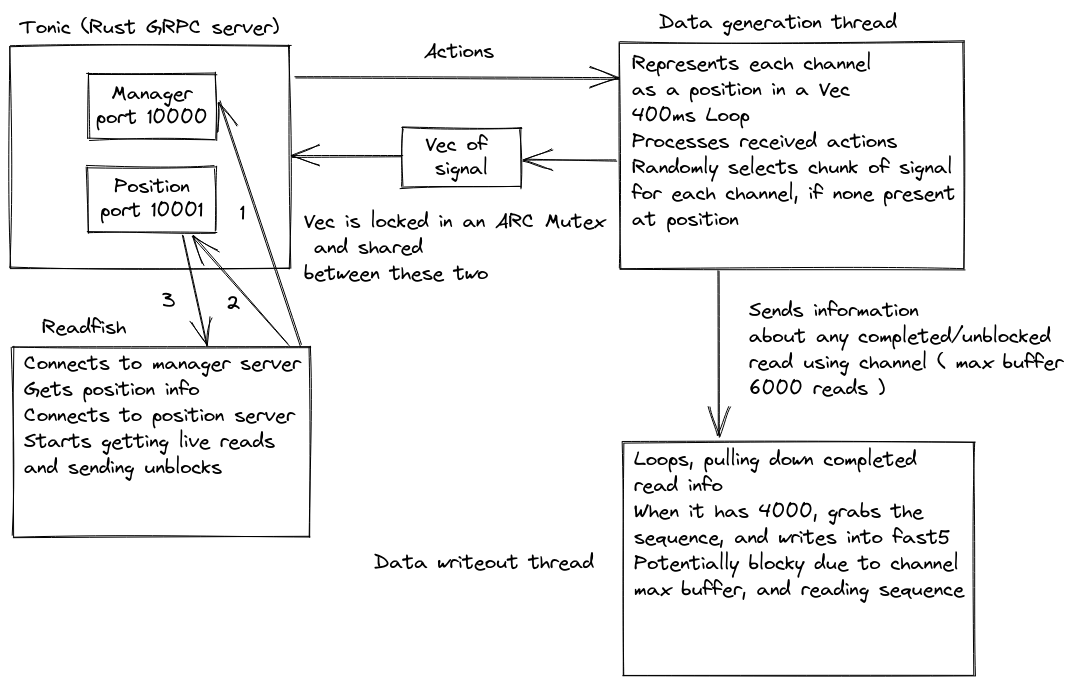 Tonic (Rust GRPC server)
Manager
port 10000
Position
port 10001
1
3
2
Readfish
Connects to manager server
Gets position info
Connects to position server
Starts getting live reads
and sending unblocks
Actions
Vec of
signal
Vec is locked in an ARC Mutex
and shared
between these two
Data generation thread
Represents each channel
as a position in a Vec
400ms Loop
Processes received actions
Randomly selects chunk of signal
for each channel, if none present
at position
Sends information
about any completed/unblocked
read using channel ( max buffer
6000 reads )
Data writeout thread
Loops, pulling down completed
read info
When it has 4000, grabs the
sequence, and writes into fast5
Potentially blocky due to channel
max buffer, and reading sequence